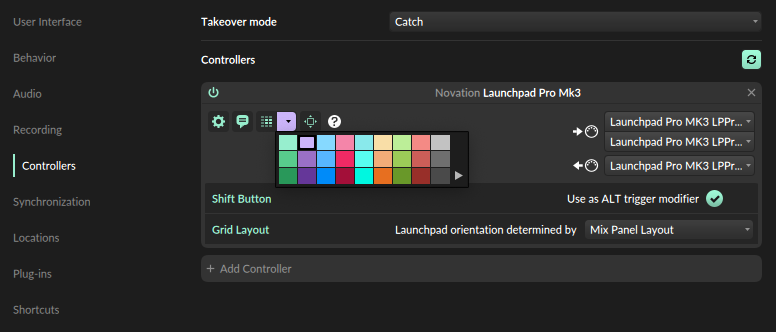 User Interface
Behavior
Audio
Recording
Controllers
Synchronization
Locations
Plug-ins
Shortcuts
Takeover mode
Catch
Controllers
Novation Launchpad Pro Mk3
?
Launchpad Pro MK3 LPPr...
Launchpad Pro MK3 LPPr...
Launchpad Pro MK3 LPPr...
Shift Button
Use as ALT trigger modifier
Grid Layout
Launchpad orientation determined by
Mix Panel Layout
+ Add Controller